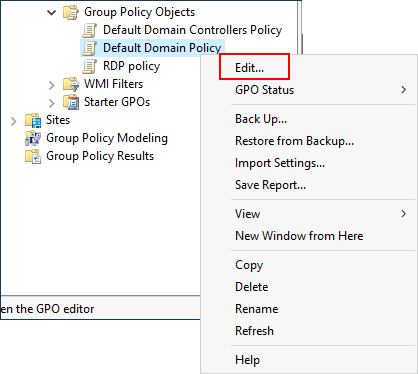 Group Policy Objects
Default Domain Controllers Policy
Default Domain Policy
RDP policy
WMI Filters
Starter GPOs
Sites
Group Policy Modeling
Group Policy Results
en the GPO editor
Edit...
GPO Status
Back Up...
Restore from Backup...
Import Settings...
Save Report...
View
New Window from Here
Copy
Delete
Rename
Refresh
Help